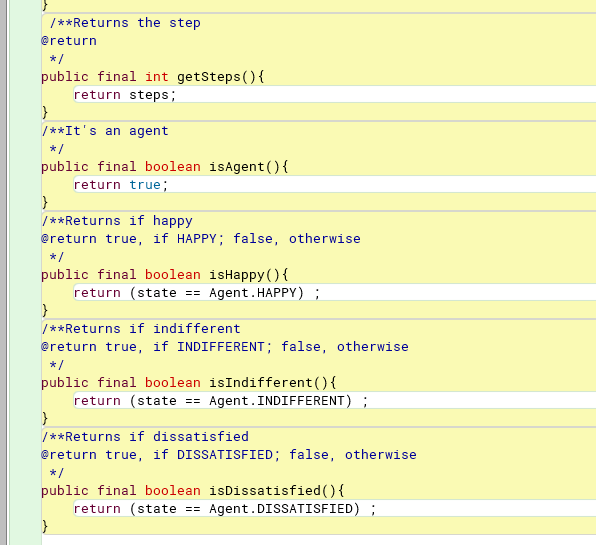 }
/**Returns the step
@return
*/
public final int getSteps(){
return steps;
}
/**It's an agent
*/
public final boolean isAgent(){
return true;
}
/**Returns if happy
@return true, if HAPPY; false, otherwise
*/
public final boolean isHappy(){
return (state == Agent.HAPPY) ;
}
/**Returns if indifferent
@return true, if INDIFFERENT; false, otherwise
*/
public final boolean isIndifferent(){
return (state == Agent.INDIFFERENT) ;
}
/**Returns if dissatisfied
@return true, if DISSATISFIED; false, otherwise
*/
public final boolean isDissatisfied(){
return (state == Agent.DISSATISFIED) ;
}